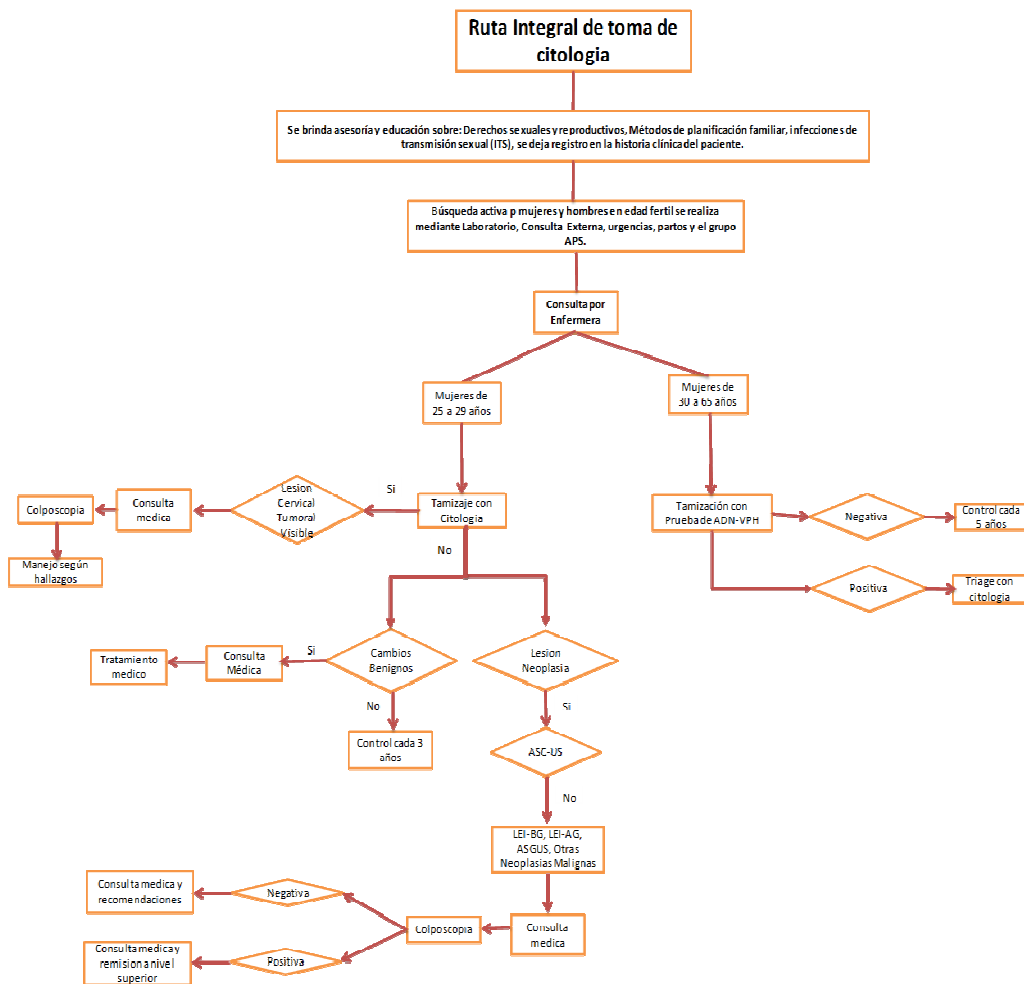 Ruta Integral de toma de
citologia
Se brinda asesoría y educación sobre: Derechos sexuales y reproductivos, Métodos de planificación familiar, infecciones de
transmisión sexual (ITS), se deja registro en la historia clínica del paciente.
Búsqueda activa p mujeres y hombres en edad fertil se realiza
mediante Laboratorio, Consulta Externa, urgencias, partos y el grupo
APS.
Consulta por
Enfermera
Mujeres de
25 a 29 años
Mujeres de
30 a 65 años
Colposcopia
Consulta
medica
Lesion
Cervical
Tumoral
Visible
Si
Tamizaje con
Citologia
Tamización con
Prueba de ADN-VPH
Negativa
Control cada
5 años
Manejo según
hallazgos
No
Positiva
Triage con
citologia
Tratamiento
medico
Consulta
Médica
Si
Cambios
Benignos
Lesion
Neoplasia
No
Si
Control cada 3
años
ASC-US
No
LEI-BG, LEI-AG,
ASGUS, Otras
Neoplasias Malignas
Consulta medica y
recomendaciones
Negativa
Colposcopia
Consulta
medica
Consulta medica y
remision a nivel
superior
Positiva